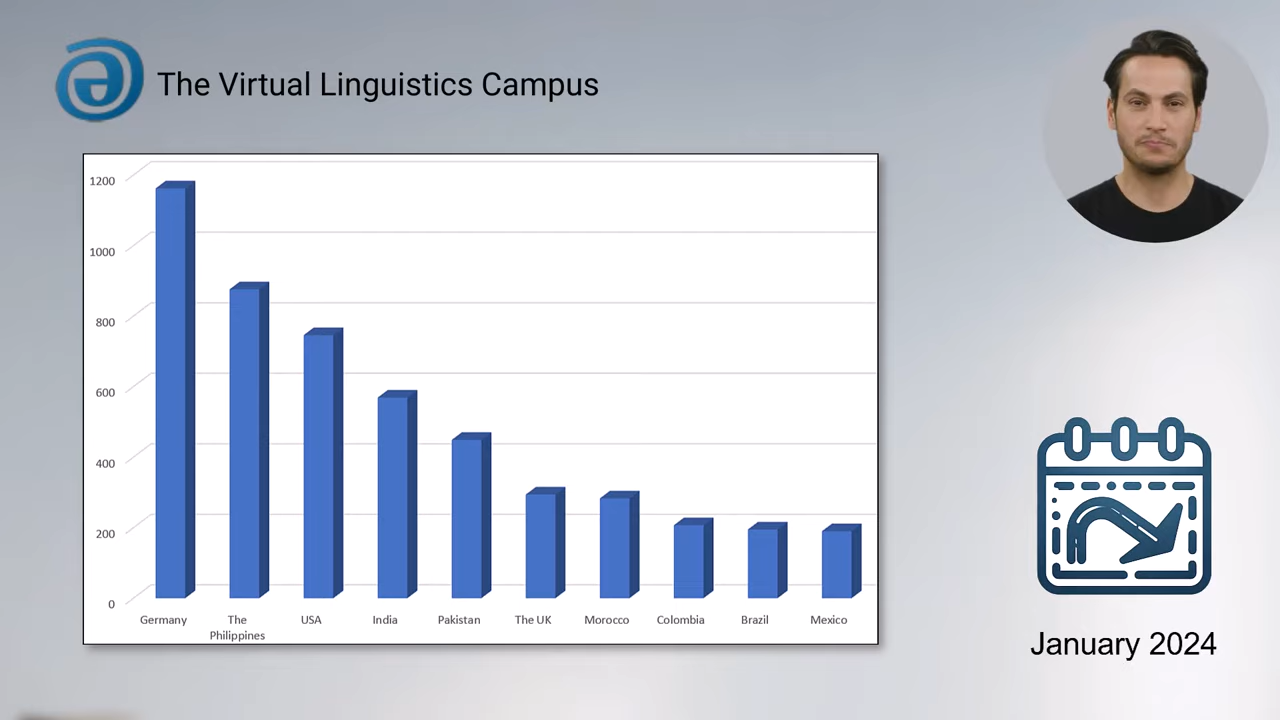 The Virtual Linguistics Campus
1200
1000
800
600
400
200
0
Germany
The
Philippines
USA
India
Pakistan
The UK
Morocco
Colombia
Brazil
Mexico
January 2024